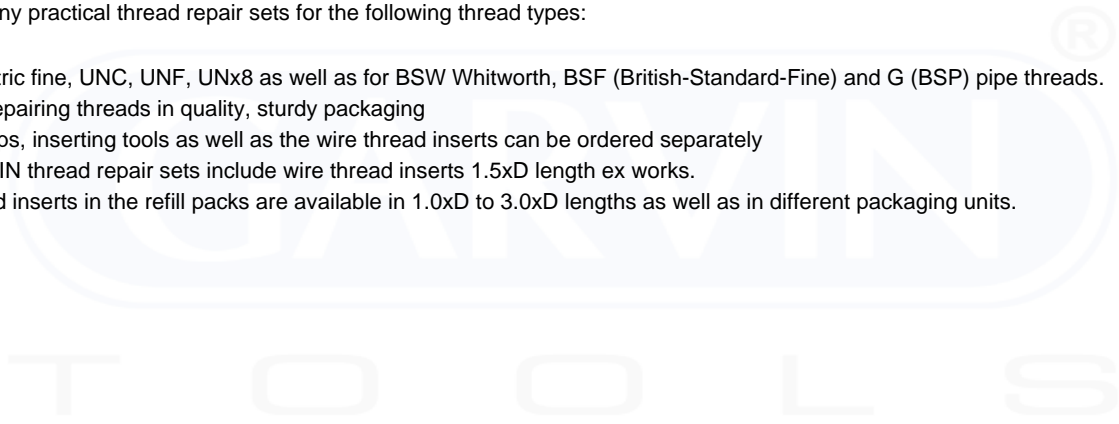 ny practical thread repair sets for the following thread types:
tric fine, UNC, UNF, UNx8 as well as for BSW Whitworth, BSF (British-Standard-Fine) and G (BSP) pipe threads.
epairing threads in quality, sturdy packaging
os, inserting tools as well as the wire thread inserts can be ordered separately
IN thread repair sets include wire thread inserts 1.5xD length ex works.
d inserts in the refill packs are available in 1.0xD to 3.0xD lengths as well as in different packaging units.
GARVIN®
TOOLS